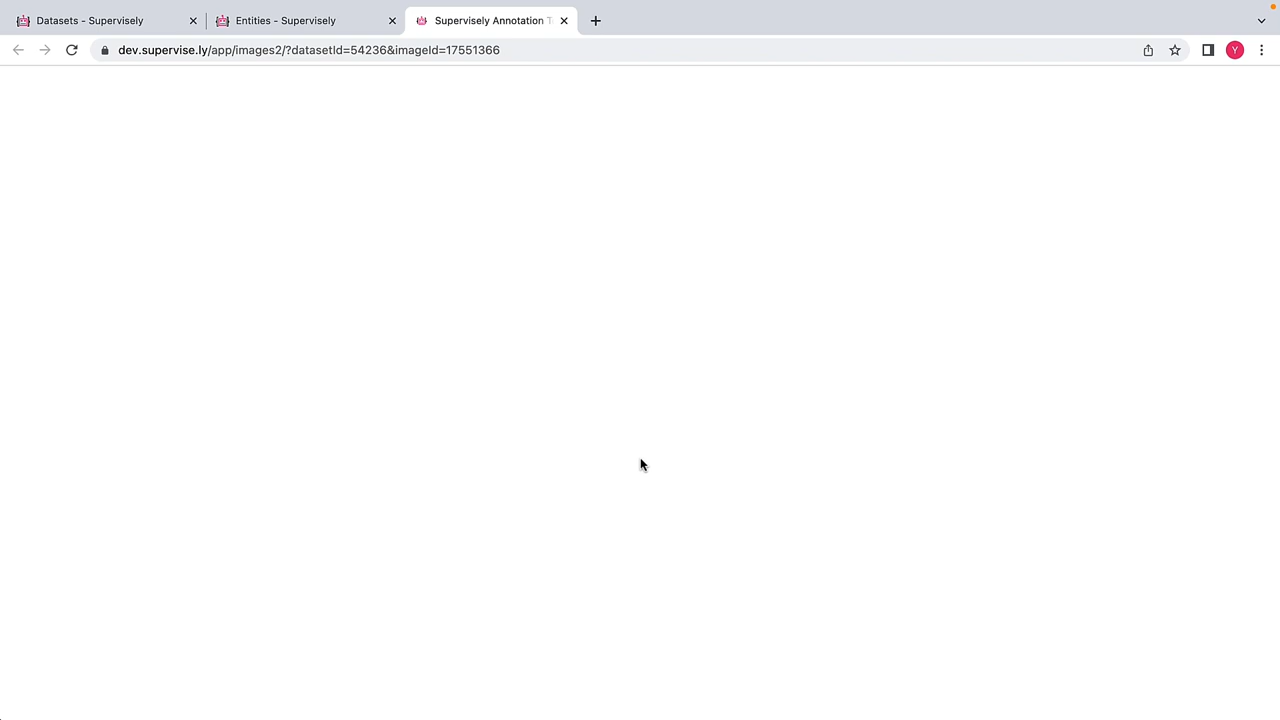 Datasets - Supervisely
Entities - Supervisely
Supervisely Annotation T
dev.supervise.ly/app/images2/?datasetId=54236&imageId=17551366
Y